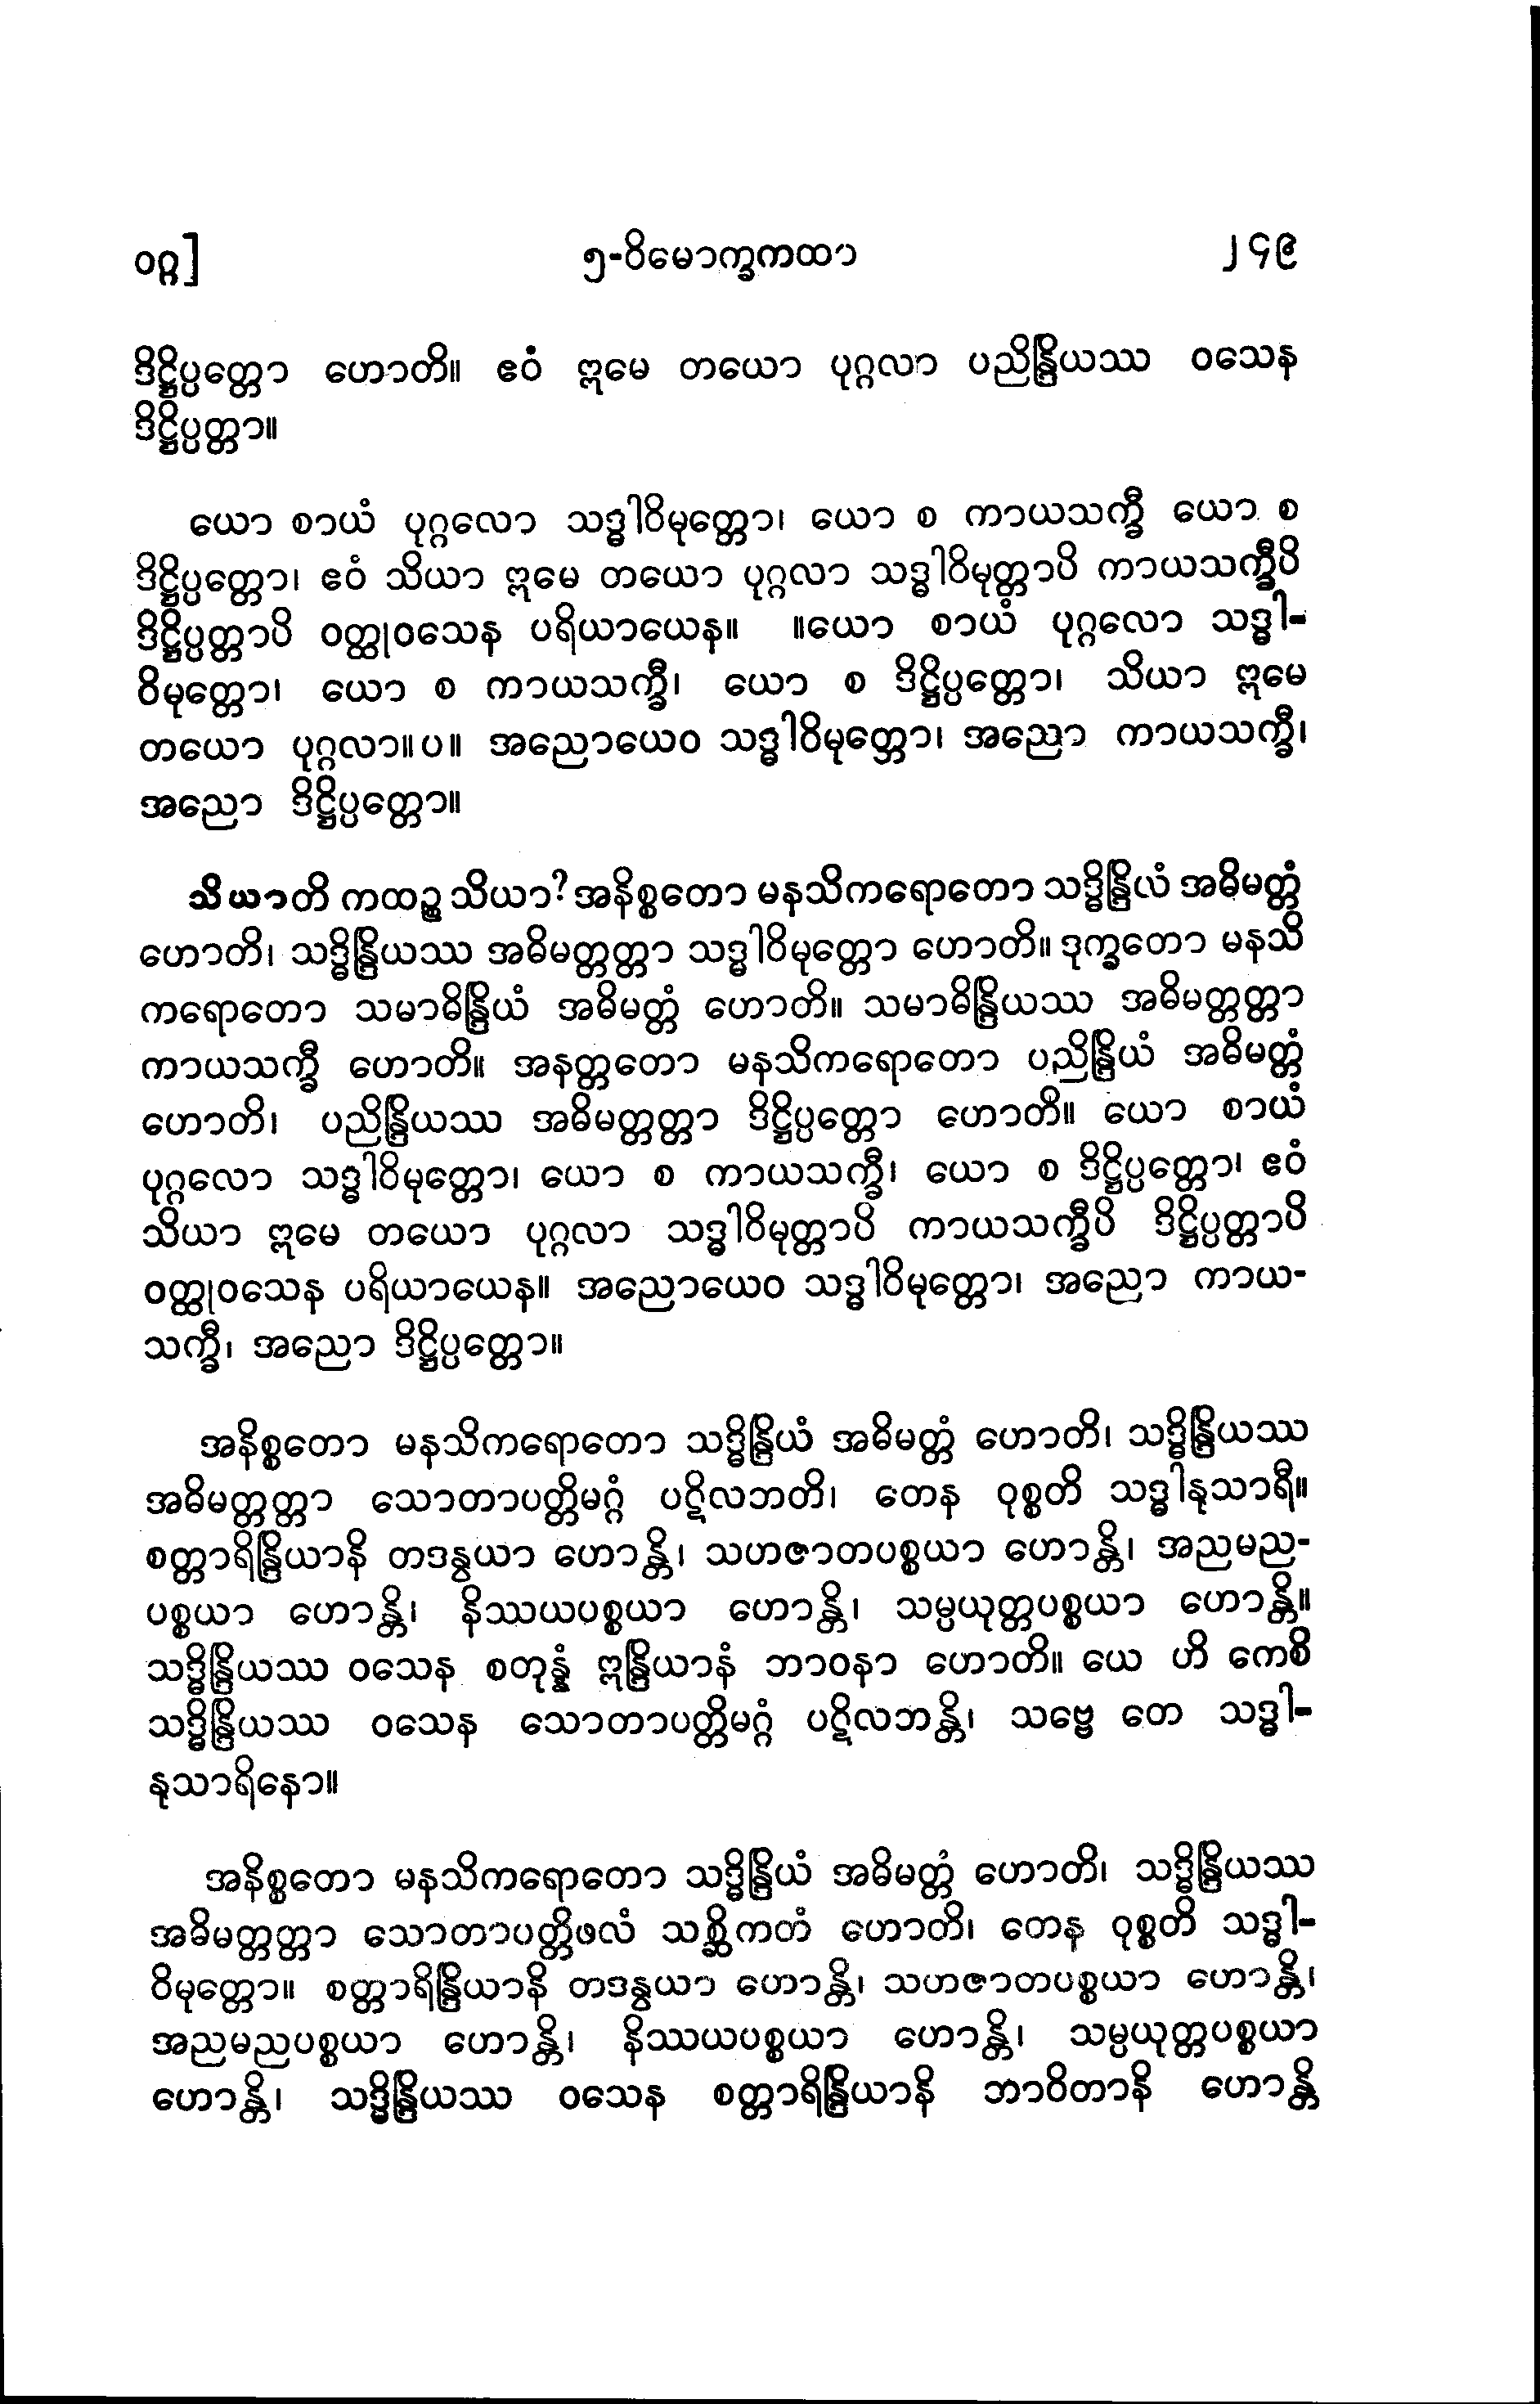 ဝဂ္ဂ] ၅-ဝိမောက္ခကထာ ၂၄၉
ဒိဋ္ဌိပ္ပတ္တော ဟောတိ။ ဧဝံ ဣမေ တယော ပုဂ္ဂလာ ပညိန္ဒြိယဿ ဝသေန
ဒိဋ္ဌိပ္ပတ္တာ။
ယော စာယံ ပုဂ္ဂလော သဒ္ဓါဝိမုတ္တော၊ ယော စ ကာယသက္ခီ ယော စ
ဒိဋ္ဌိပ္ပတ္တော၊ ဧဝံ သိယာ ဣမေ တယော ပုဂ္ဂလာ သဒ္ဓါဝိမုတ္တာပိ ကာယသက္ခီပိ
ဒိဋ္ဌိပ္ပတ္တာပိ ဝတ္ထုဝသေန ပရိယာယေန။ ။ယော စာယံ ပုဂ္ဂလော သဒ္ဓါ-
ဝိမုတ္တော၊ ယော စ ကာယသက္ခီ၊ ယော စ ဒိဋ္ဌိပ္ပတ္တော၊ သိယာ ဣမေ
တယော ပုဂ္ဂလာ။ပ။ အညောယေဝ သဒ္ဓါဝိမုတ္တော၊ အညော ကာယသက္ခီ၊
အညော ဒိဋ္ဌိပ္ပတ္တော။
သိယာတိ ကထဉ္စ သိယာ? အနိစ္စတော မနသိကရောတော သဒ္ဓိန္ဒြိလံ အဓိမတ္တံ
ဟောတိ၊ သဒ္ဓိန္ဒြိယဿ အဓိမတ္တတ္တာ သဒ္ဓါဝိမုတ္တော ဟောတိ။ ဒုက္ခတော မနသိ
ကရောတော သမာဓိန္ဒြိယံ အဓိမတ္တံ ဟောတိ။ သမာဓိန္ဒြိယဿ အဓိမတ္တတ္တာ
ကာယသက္ခီ ဟောတိ။ အနတ္တတော မနသိကရောတော ပညိန္ဒြိယံ အဓိမတ္တံ
ဟောတိ၊ ပညိန္ဒြိယဿ အဓိမတ္တတ္တာ ဒိဋ္ဌိပ္ပတ္တော ဟောတိ။ ယော စာယံ
ပုဂ္ဂလော သဒ္ဓါဝိမုတ္တော၊ ယော စ ကာယသက္ခီ၊ ယော စ ဒိဋ္ဌိပ္ပတ္တော၊ ဧဝံ
သိယာ ဣမေ တယော ပုဂ္ဂလာ သဒ္ဓါဝိမုတ္တာပိ ကာယသက္ခီပိ ဒိဋ္ဌိပ္ပတ္တာပိ
ဝတ္ထုဝသေန ပရိယာယေန။ အညောယေဝ သဒ္ဓါဝိမုတ္တော၊ အညော ကာယ-
သက္ခီ၊ အညော ဒိဋ္ဌိပ္ပတ္တော။
အနိစ္စတော မနသိကရောတော သဒ္ဓိန္ဒြိယံ အဓိမတ္တံ ဟောတိ၊ သဒ္ဓိန္ဒြိယဿ
အဓိမတ္တတ္တာ သောတာပတ္တိမဂ္ဂံ ပဋိလဘတိ၊ တေန ဝုစ္စတိ သဒ္ဓါနုသာရီ။
စတ္တာရိန္ဒြိယာနိ တဒနွယာ ဟောန္တိ၊ သဟဇာတပစ္စယာ ဟောန္တိ၊ အညမည-
ပစ္စယာ ဟောန္တိ၊ နိဿယပစ္စယာ ဟောန္တိ၊ သမ္ပယုတ္တပစ္စယာ ဟောန္တိ။
သဒ္ဓိန္ဒြိယဿ ဝသေန စတုန္နံ ဣန္ဒြိယာနံ ဘာဝနာ ဟောတိ။ ယေ ဟိ ကေစိ
သဒ္ဓိန္ဒြိယဿ ဝသေန သောတာပတ္တိမဂ္ဂံ ပဋိလဘန္တိ၊ သဗ္ဗေ တေ သဒ္ဓါ-
နုသာရိနော။
အနိစ္စတော မနသိကရောတော သဒ္ဓိန္ဒြိယံ အဓိမတ္တံ ဟောတိ၊ သဒ္ဓိန္ဒြိယဿ
အဓိမတ္တတ္တာ သောတာပတ္တိဖလံ သစ္ဆိကတံ ဟောတိ၊ တေန ဝုစ္စတိ သဒ္ဓါ-
ဝိမုတ္တော။ စတ္တာရိန္ဒြိယာနိ တဒနွယာ ဟောန္တိ၊ သဟဇာတပစ္စယာ ဟောန္တိ၊
အညမညပစ္စယာ ဟောန္တိ၊ နိဿယပစ္စယာ ဟောန္တိ၊ သမ္ပယုတ္တပစ္စယာ
ဟောန္တိ၊ သဒ္ဓိန္ဒြိယဿ ဝသေန စတ္တာရိန္ဒြိယာနိ ဘာဝိတာနိ ဟောန္တိ